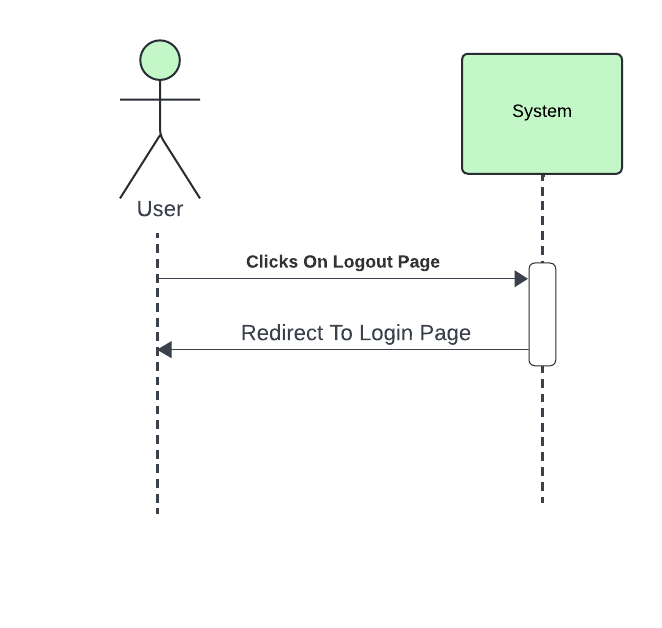 System
User
Clicks On Logout Page
Redirect To Login Page